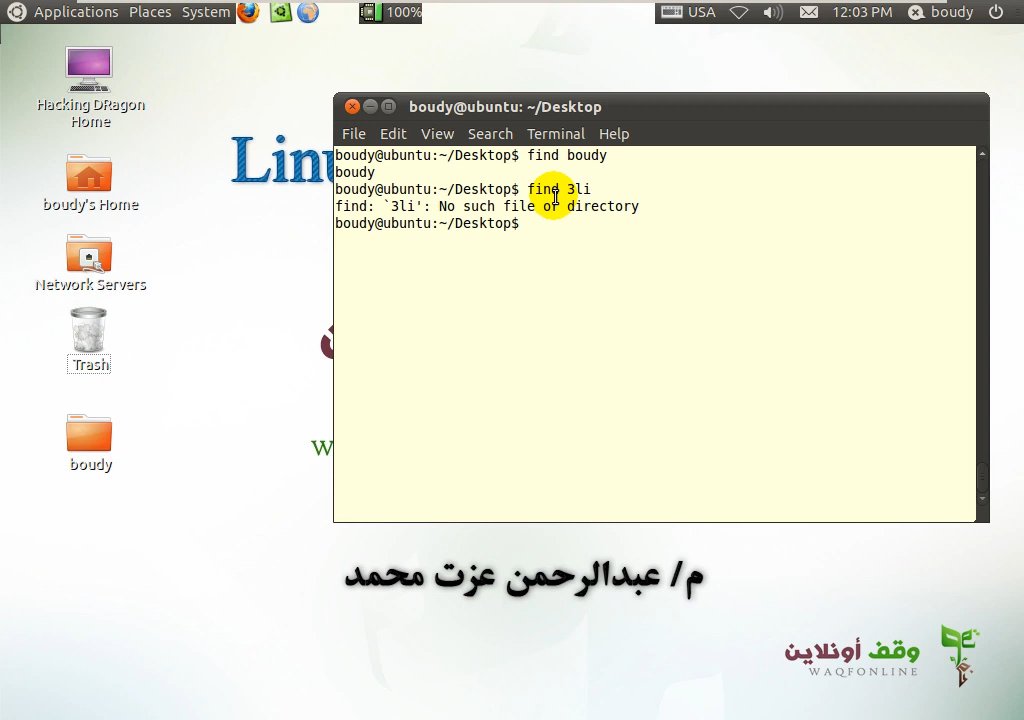 Applications Places System 100% USA 12:03 PM boudy
Hacking DRagon
Home
boudy's Home
Network Servers
Trash
boudy
boudy@ubuntu: ~/Desktop
File Edit View Search Terminal Help
boudy@ubuntu:~/Desktop$ find boudy
boudy
boudy@ubuntu:~/Desktop$ find 3li
find: `3li': No such file or directory
boudy@ubuntu:~/Desktop$
م/ عبدالرحمن عزت محمد
وقف أونلاين
WAQFONLINE